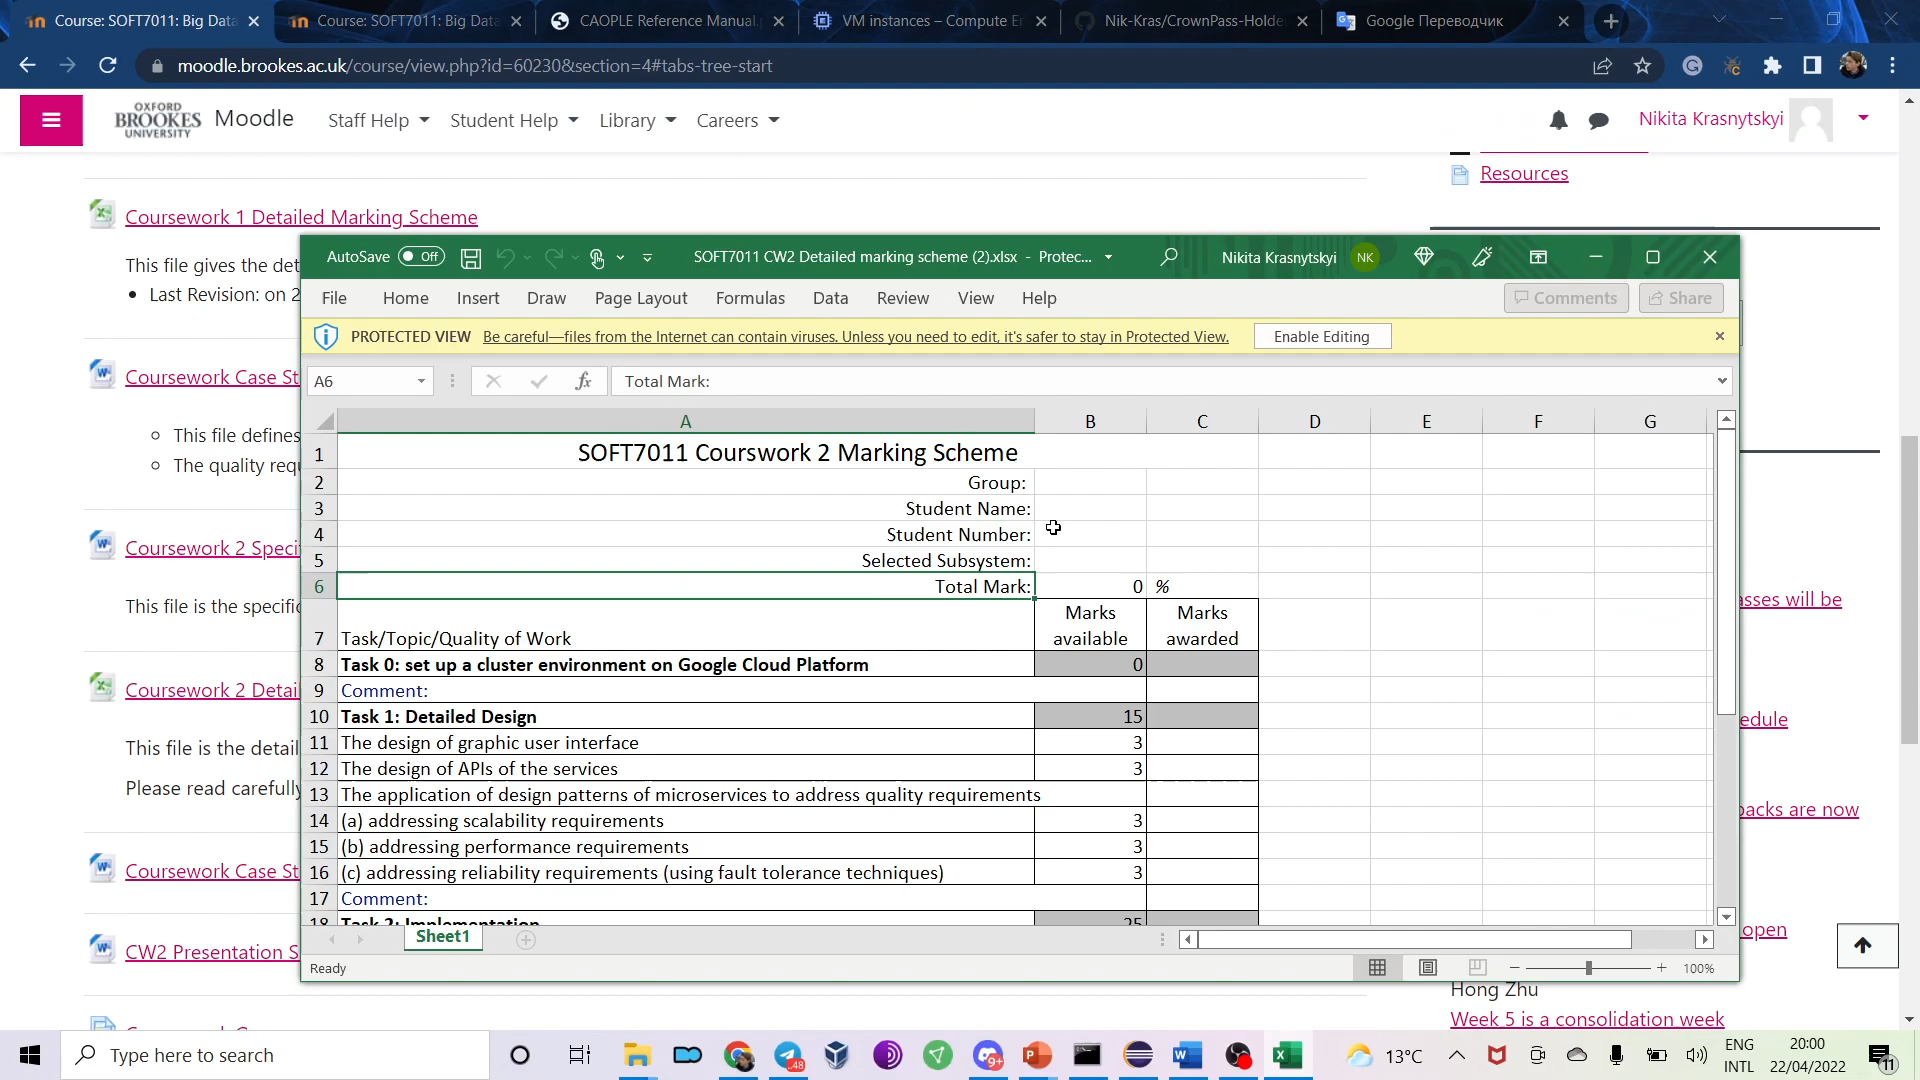 Course: SOFT7011: Big Data
Course: SOFT7011: Big Data
CAOPLE Reference Manual.
VM instances – Compute E
Nik-Kras/CrownPass-Holde
Google Переводчик
moodle.brookes.ac.uk/course/view.php?id=60230&section=4#tabs-tree-start
OXFORD
BROOKES
UNIVERSITY
Moodle
Staff Help
Student Help
Library
Careers
Nikita Krasnytskyi
Resources
Coursework 1 Detailed Marking Scheme
This file gives the det
Last Revision: on 2
Coursework Case St
This file defines
The quality requ
Coursework 2 Speci
This file is the specific
Coursework 2 Detai
This file is the detail
Please read carefully
Coursework Case St
CW2 Presentation S
AutoSave Off
SOFT7011 CW2 Detailed marking scheme (2).xlsx - Protec...
Nikita Krasnytskyi NK
File Home Insert Draw Page Layout Formulas Data Review View Help
Comments Share
PROTECTED VIEW Be careful—files from the Internet can contain viruses. Unless you need to edit, it's safer to stay in Protected View. Enable Editing
A6 fx Total Mark:
A B C D E F G
1 SOFT7011 Courswork 2 Marking Scheme
2 Group:
3 Student Name:
4 Student Number:
5 Selected Subsystem:
6 Total Mark: 0 %
Marks Marks
7 Task/Topic/Quality of Work available awarded
8 Task 0: set up a cluster environment on Google Cloud Platform 0
9 Comment:
10 Task 1: Detailed Design 15
11 The design of graphic user interface 3
12 The design of APIs of the services 3
13 The application of design patterns of microservices to address quality requirements
14 (a) addressing scalability requirements 3
15 (b) addressing performance requirements 3
16 (c) addressing reliability requirements (using fault tolerance techniques) 3
17 Comment:
18 Task 2: Implementation 25
Sheet1
Ready
100%
asses will be
edule
backs are now
open
Hong Zhu
Week 5 is a consolidation week
Type here to search
48
9+
13°C
ENG
INTL
20:00
22/04/2022
11